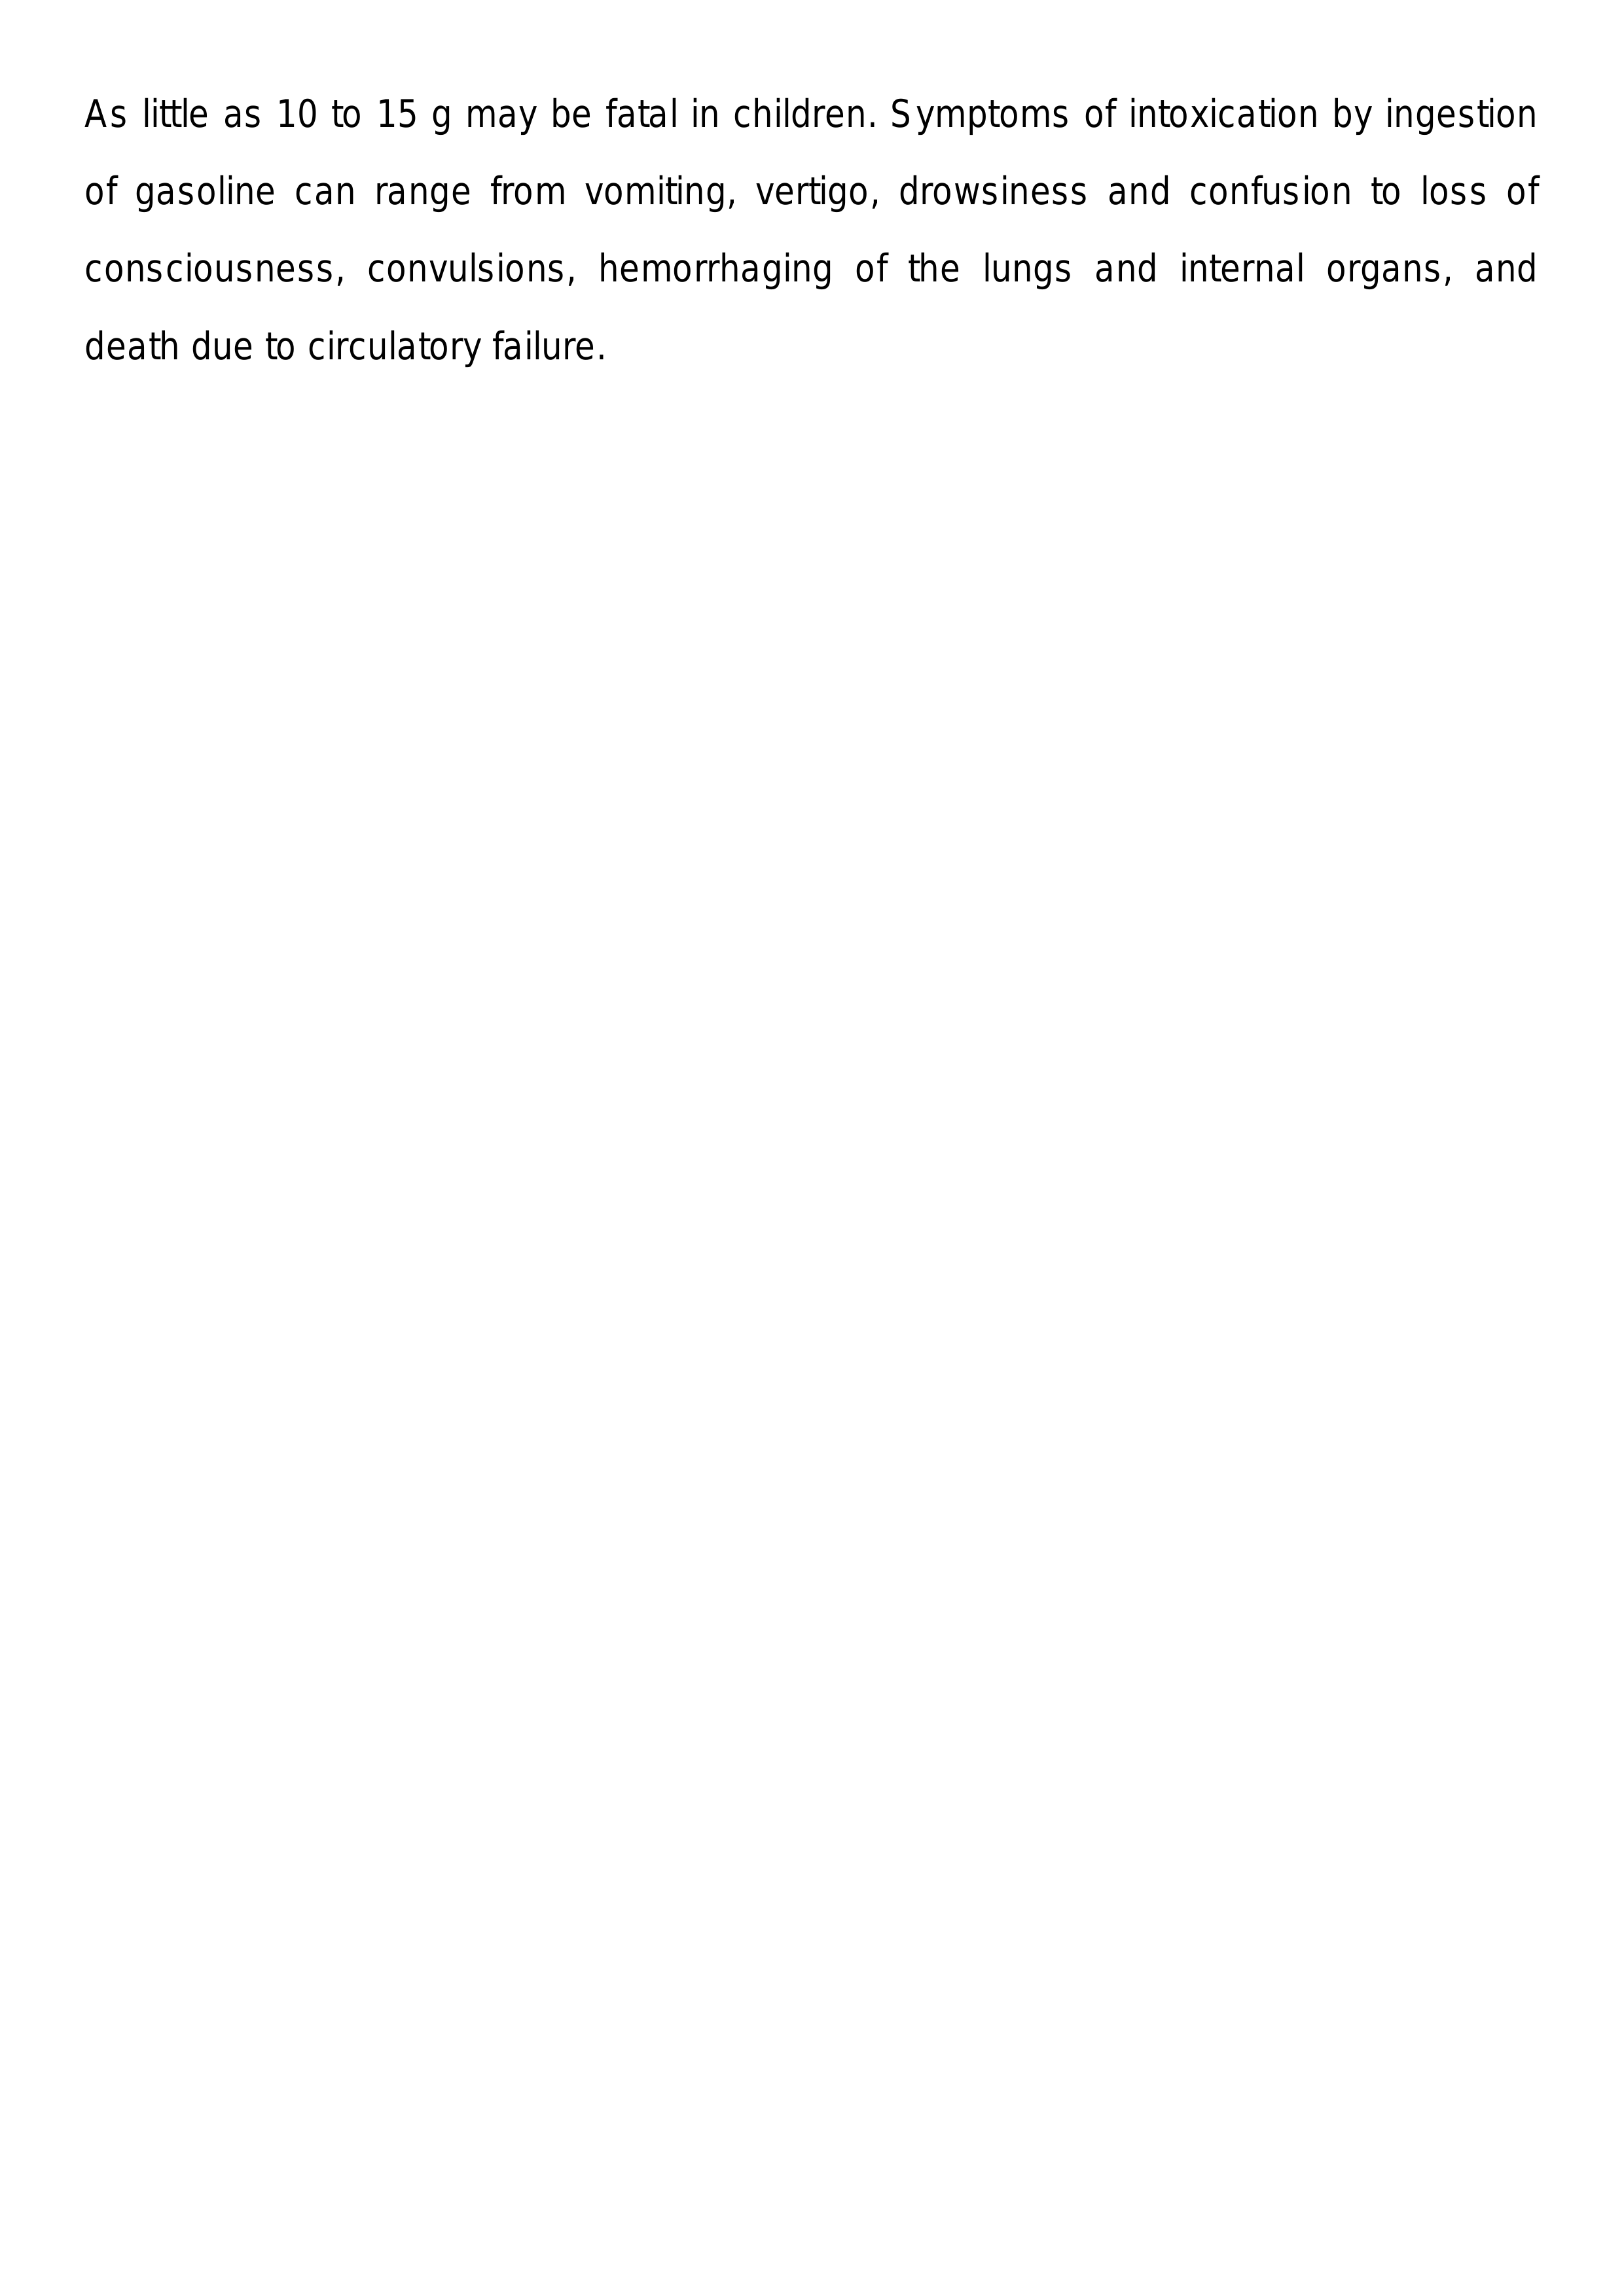 As little as 10 to 15 g may be fatal in children. Symptoms of intoxication by ingestion
of gasoline can range from vomiting, vertigo, drowsiness and confusion to loss of
consciousness, convulsions, hemorrhaging of the lungs and internal organs, and
death due to circulatory failure.